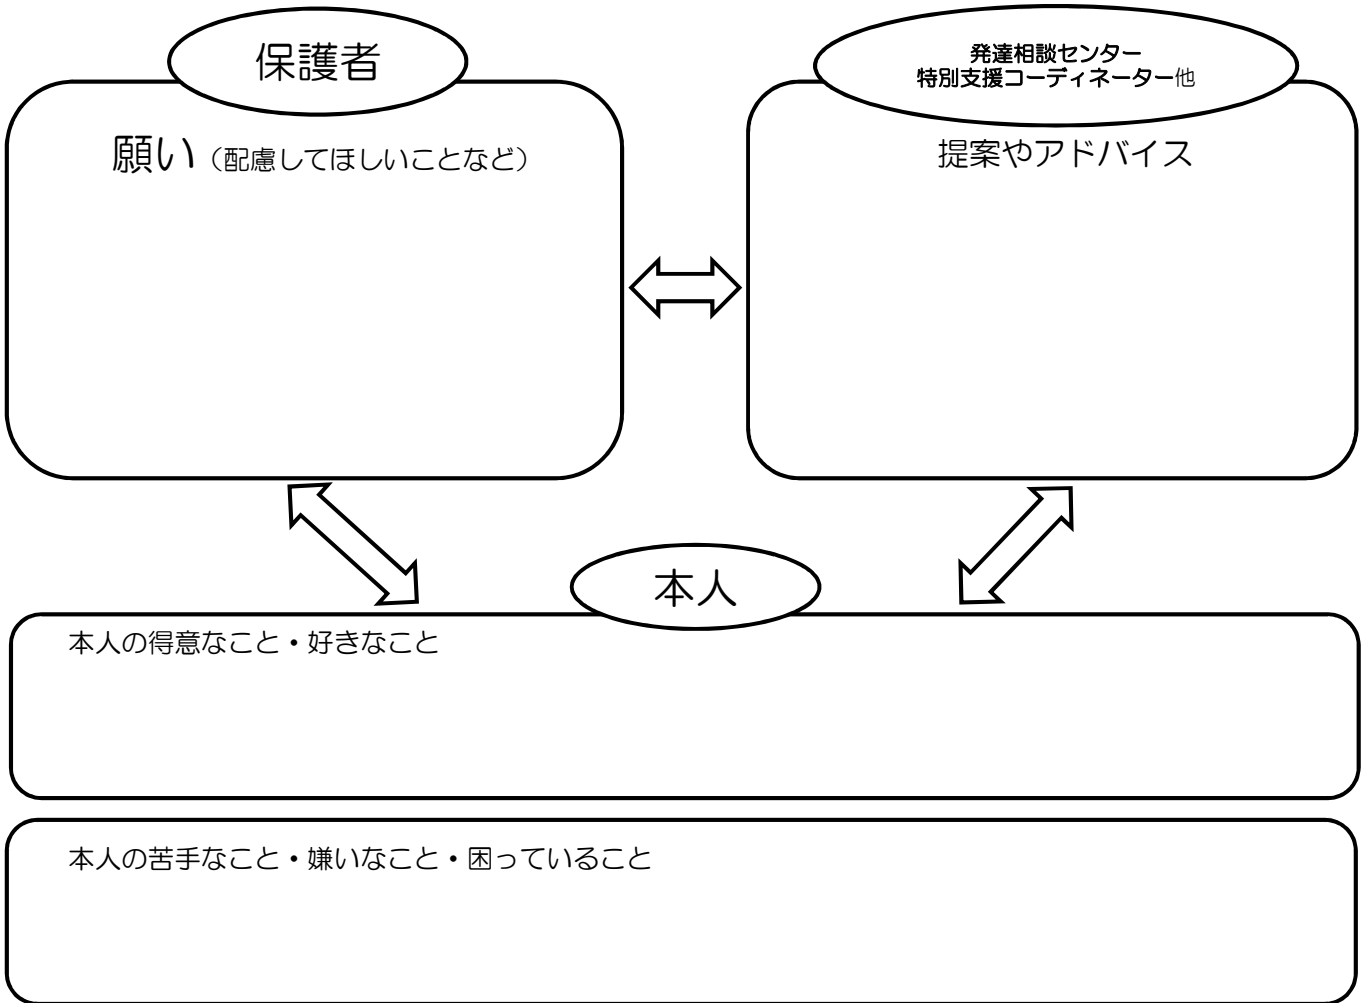 保護者
願い（配慮してほしいことなど）
発達相談センター
特別支援コーディネーター他
提案やアドバイス
本人
本人の得意なこと・好きなこと
本人の苦手なこと・嫌いなこと・困っていること